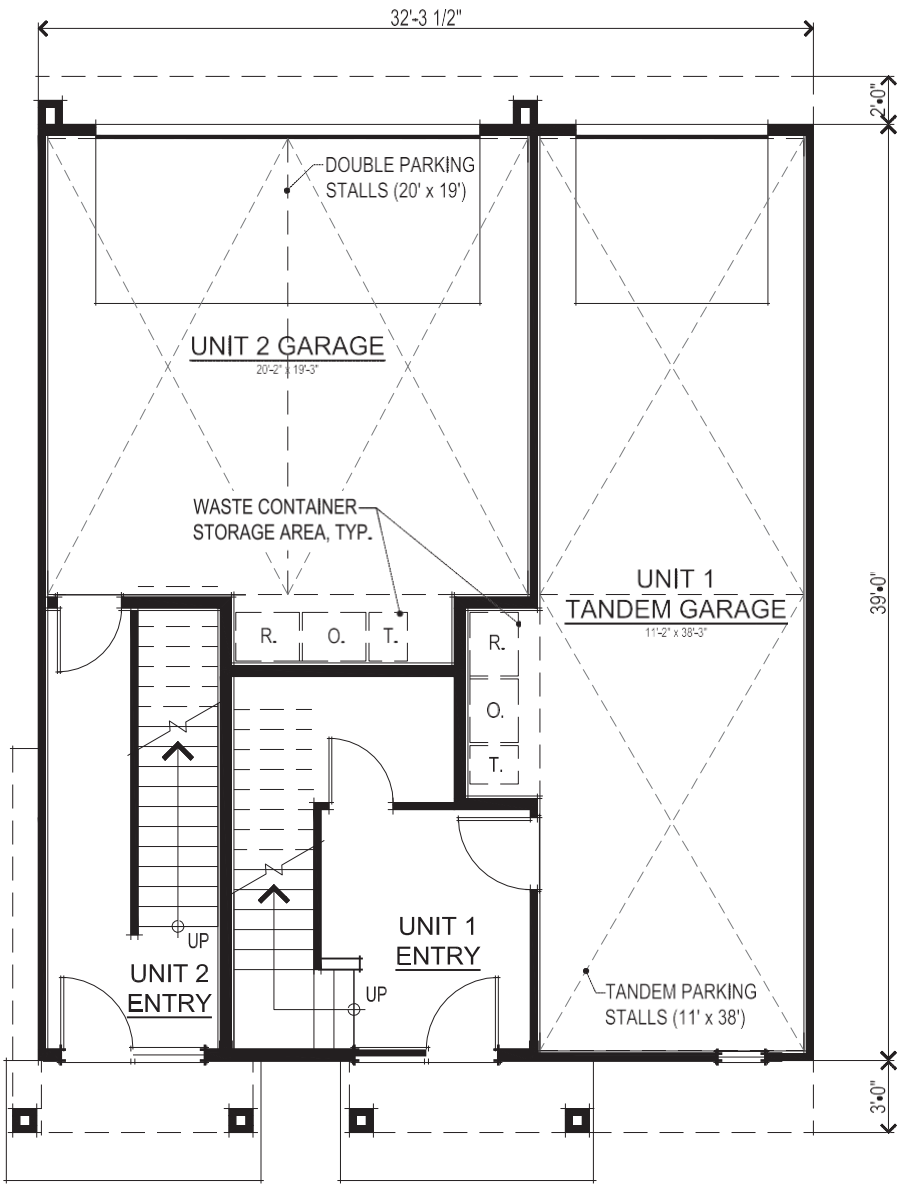 32'-3 1/2"
2'-0"
DOUBLE PARKING
STALLS (20' x 19')
UNIT 2 GARAGE
20'-2" x 19'-3"
WASTE CONTAINER
STORAGE AREA, TYP.
UNIT 1
TANDEM GARAGE
11'-2" x 38'-3"
39'-0"
R. O. T.
R.
O.
T.
UP
UNIT 2
ENTRY
UNIT 1
ENTRY
UP
TANDEM PARKING
STALLS (11' x 38')
3'-0"